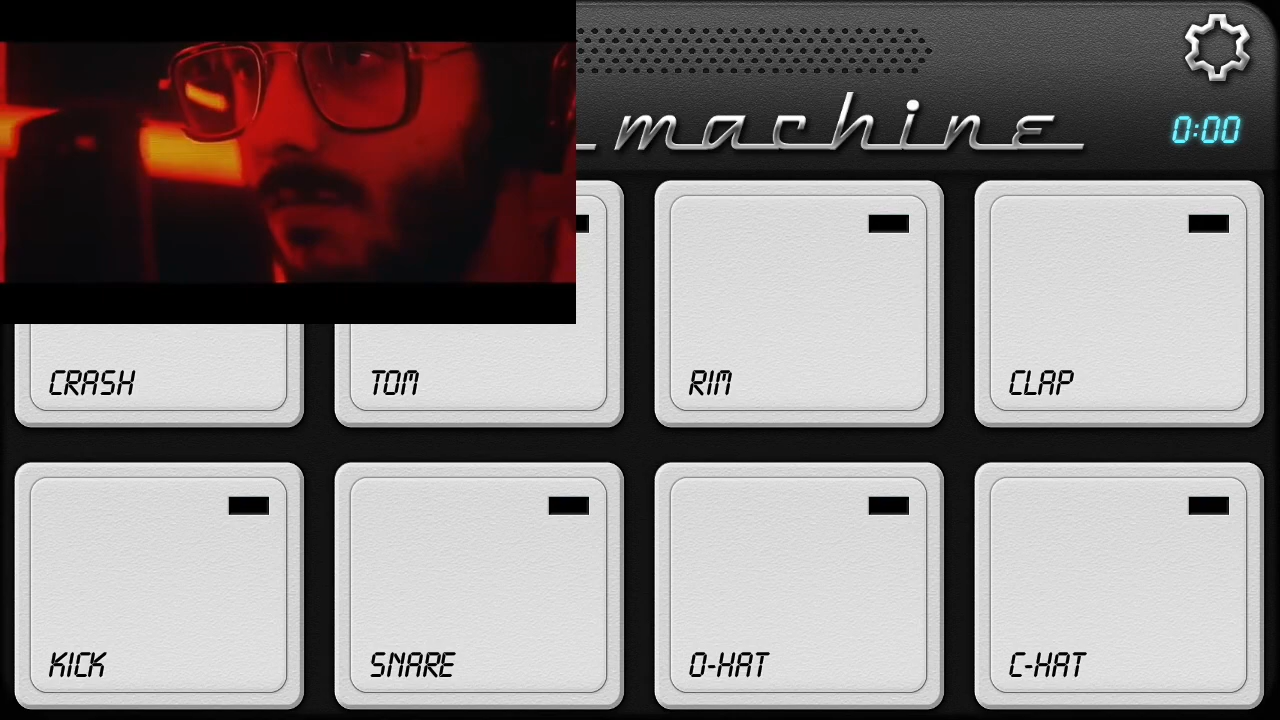 machine
0:00
CRASH
TOM
RIM
CLAP
KICK
SNARE
O-HAT
C-HAT